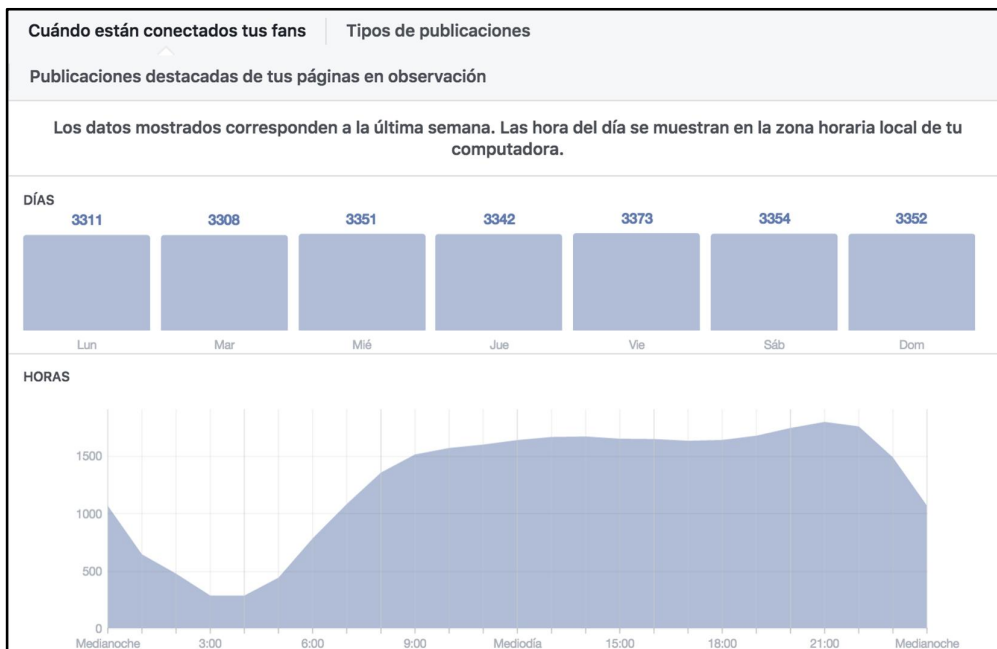 Cuándo están conectados tus fans
Tipos de publicaciones
Publicaciones destacadas de tus páginas en observación
Los datos mostrados corresponden a la última semana. Las hora del día se muestran en la zona horaria local de tu
computadora.
DÍAS
3311 3308 3351 3342 3373 3354 3352
Lun Mar Mié Jue Vie Sáb Dom
HORAS
1500
1000
500
0
Medianoche 3:00 6:00 9:00 Mediodía 15:00 18:00 21:00 Medianoche